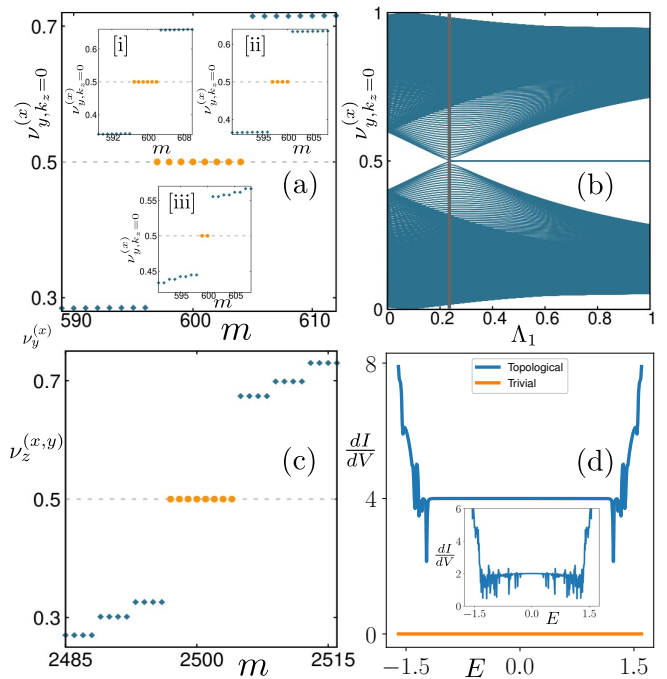 0.7
0.5
0.3
ν_{y,k_z=0}^{(x)}
590 600 610
m
(a)
[i]
0.6
0.4
ν_{y,k_z=0}^{(x)}
592 600 608
m
[ii]
0.6
0.4
ν_{y,k_z=0}^{(x)}
595 600 605
m
[iii]
0.55
0.5
0.45
ν_{y,k_z=0}^{(x)}
595 600 605
m
1
0.5
0
ν_{y,k_z=0}^{(x)}
(b)
0 0.2 0.4 0.6 0.8 1
Λ_1
ν_y^{(x)}
0.7
0.5
0.3
ν_z^{(x,y)}
(c)
2485 2500 2515
m
8
4
0
dI
dV
Topological
Trivial
(d)
6
4
2
0
dI
dV
−1.5 0.0 1.5
E
−1.5 0.0 1.5
E